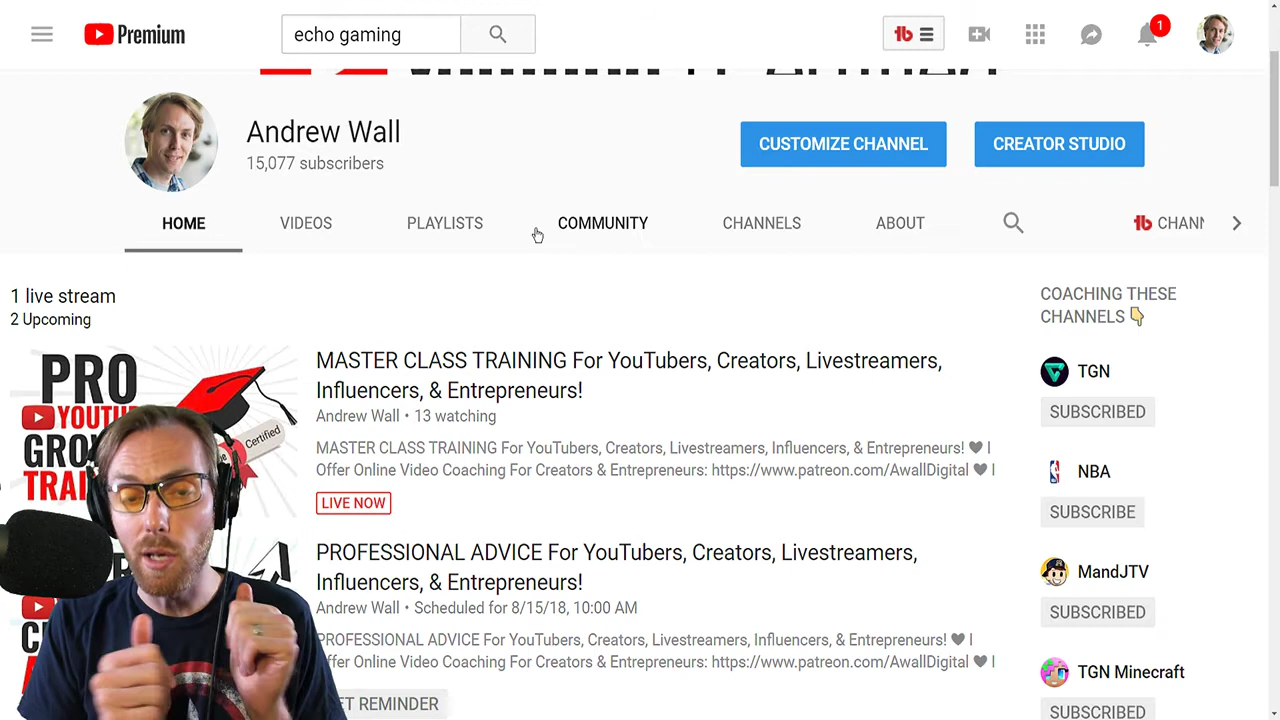 Premium
echo gaming
1
Andrew Wall
15,077 subscribers
CUSTOMIZE CHANNEL
CREATOR STUDIO
HOME
VIDEOS
PLAYLISTS
COMMUNITY
CHANNELS
ABOUT
tb CHANN
1 live stream
2 Upcoming
PRO
YOUTU
GRO
TRAI
Certified
MASTER CLASS TRAINING For YouTubers, Creators, Livestreamers,
Influencers, & Entrepreneurs!
Andrew Wall • 13 watching
MASTER CLASS TRAINING For YouTubers, Creators, Livestreamers, Influencers, & Entrepreneurs! ♥ I
Offer Online Video Coaching For Creators & Entrepreneurs: https://www.patreon.com/AwallDigital ♥ I
LIVE NOW
PROFESSIONAL ADVICE For YouTubers, Creators, Livestreamers,
Influencers, & Entrepreneurs!
Andrew Wall • Scheduled for 8/15/18, 10:00 AM
PROFESSIONAL ADVICE For YouTubers, Creators, Livestreamers, Influencers, & Entrepreneurs! ♥ I
Offer Online Video Coaching For Creators & Entrepreneurs: https://www.patreon.com/AwallDigital ♥ I
ET REMINDER
COACHING THESE
CHANNELS 👇
TGN
SUBSCRIBED
NBA
SUBSCRIBE
MandJTV
SUBSCRIBED
TGN Minecraft
SUBSCRIBED